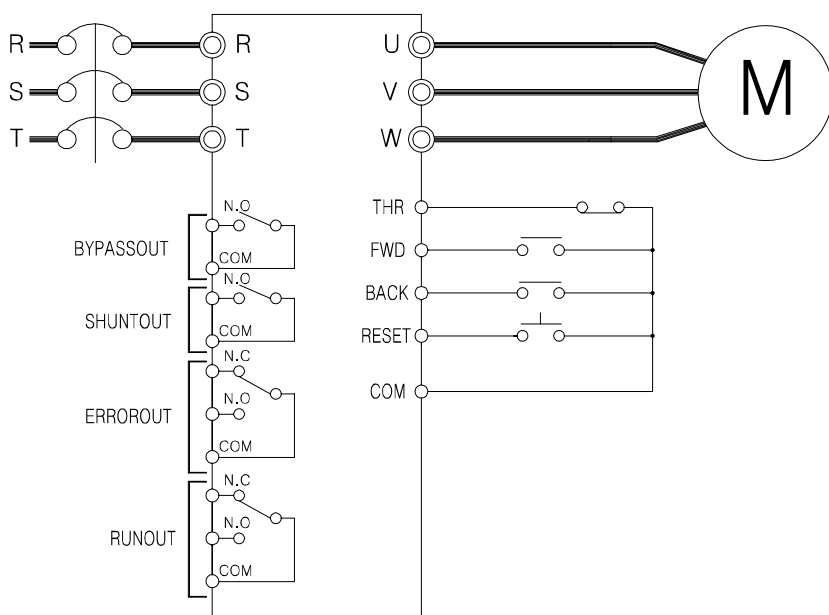 R R U
S S V
T T W
M
BYPASSOUT
N.O
COM
SHUNTOUT
N.O
COM
ERROROUT
N.C
N.O
COM
RUNOUT
N.C
N.O
COM
THR
FWD
BACK
RESET
COM